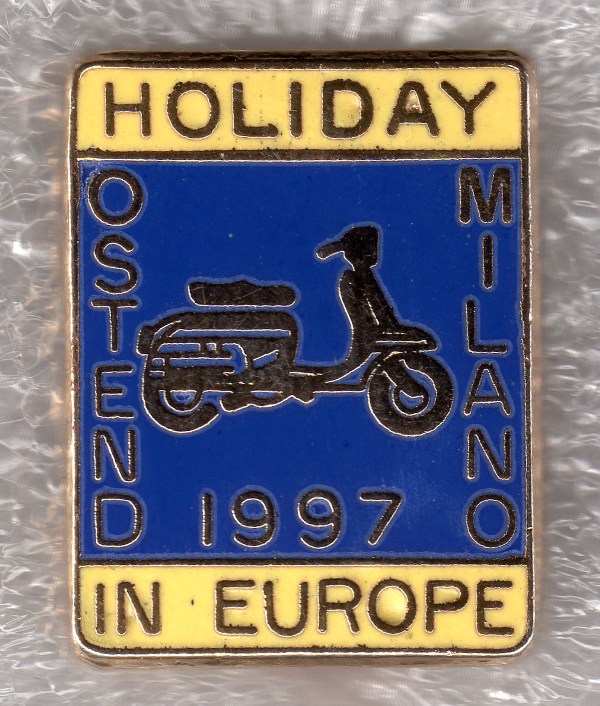 HOLIDAY
OSTEND
MILANO
1997
IN EUROPE